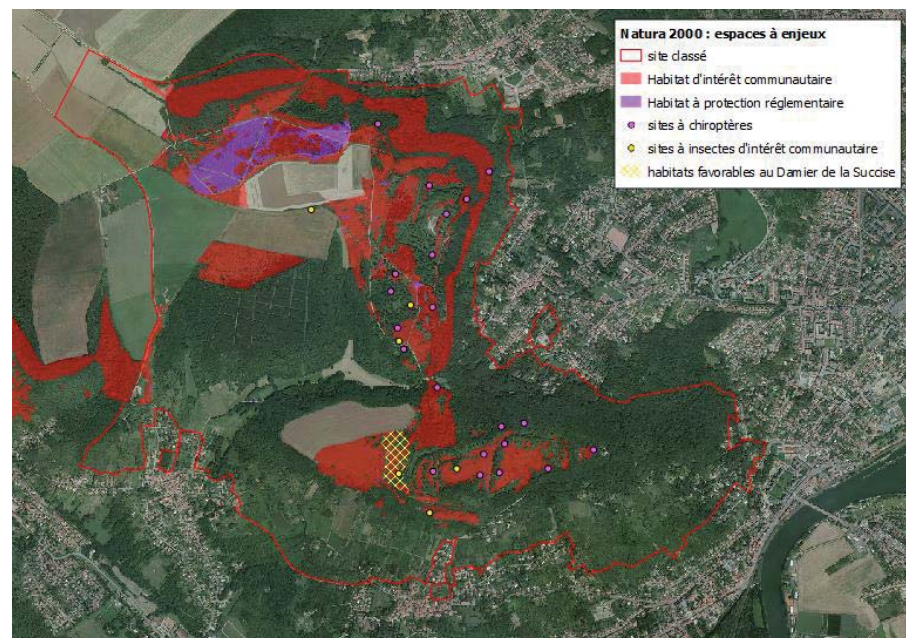 Natura 2000 : espaces à enjeux
site classé
Habitat d'intérêt communautaire
Habitat à protection réglementaire
sites à chiroptères
sites à insectes d'intérêt communautaire
habitats favorables au Damier de la Succise